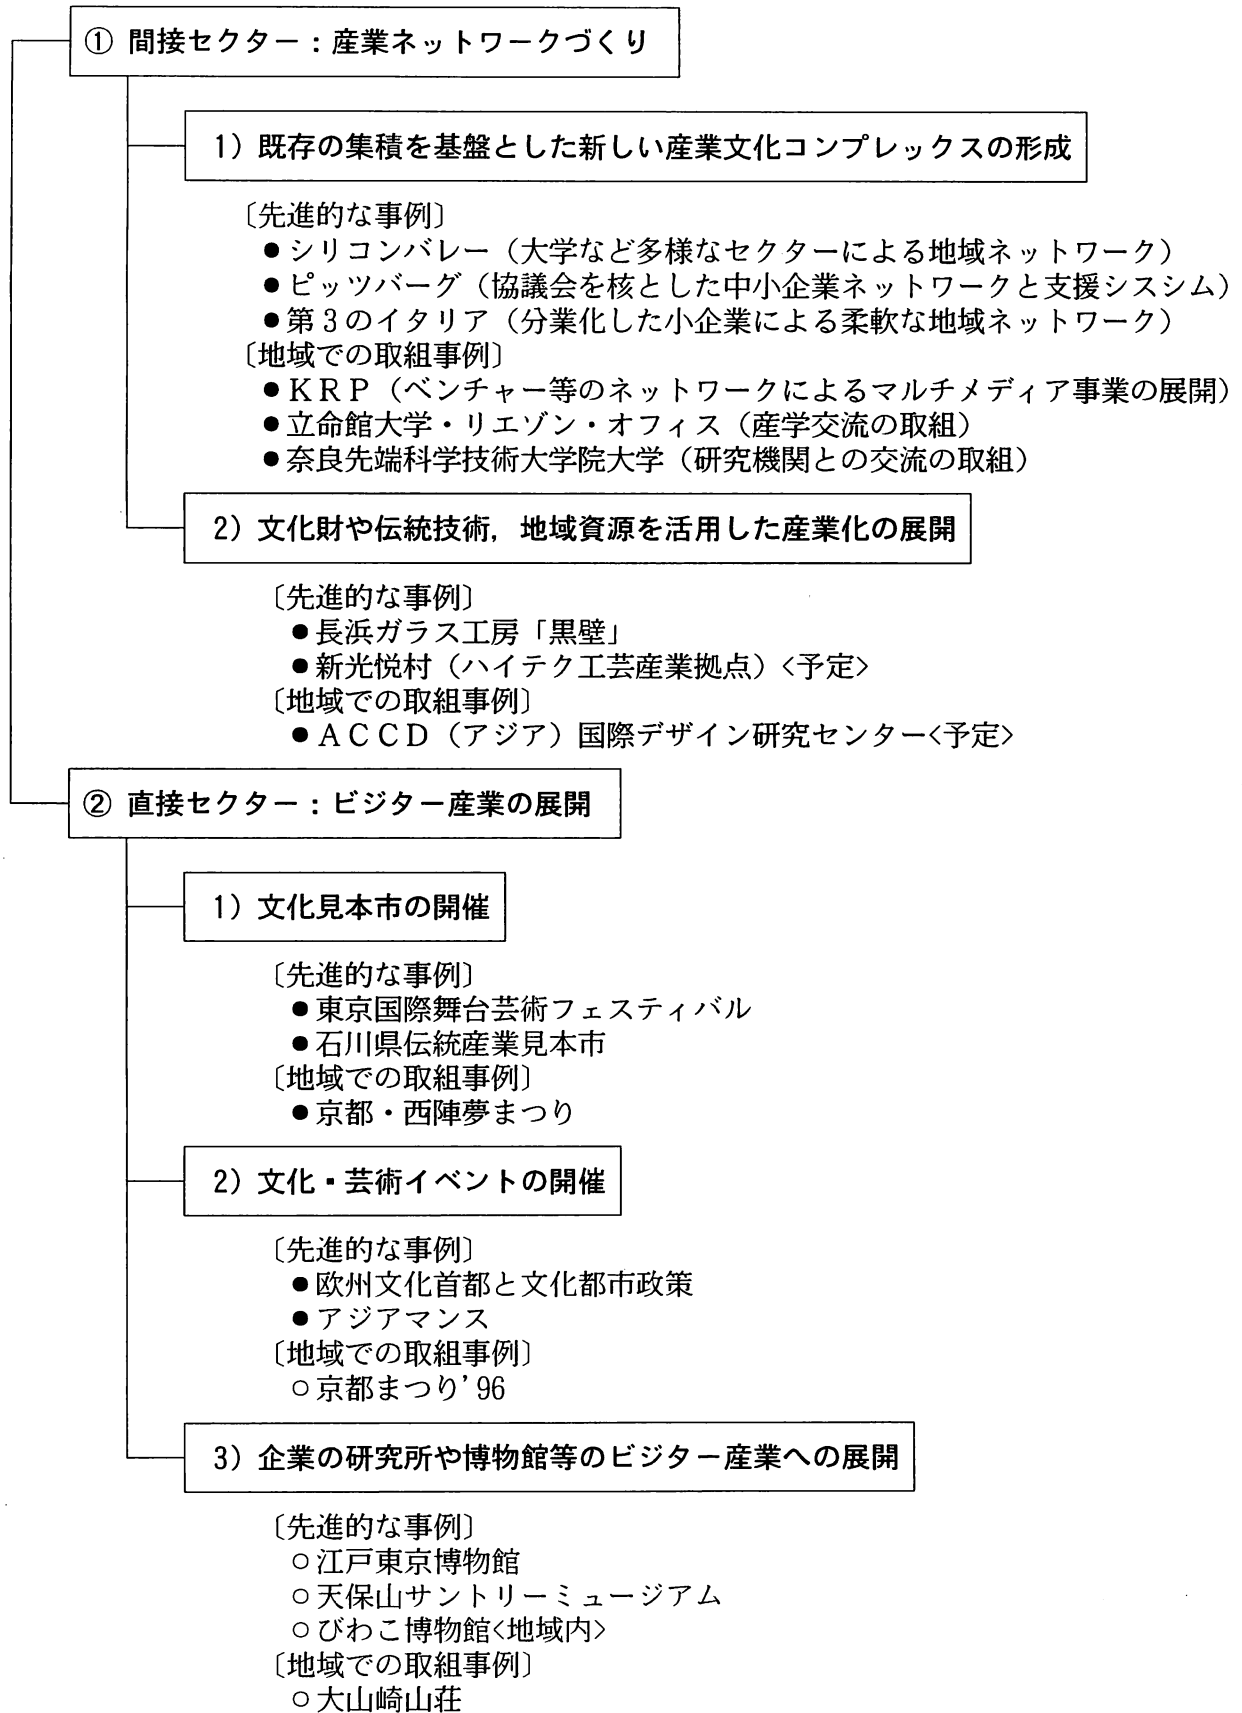 ① 間接セクター：産業ネットワークづくり
1）既存の集積を基盤とした新しい産業文化コンプレックスの形成
〔先進的な事例〕
●シリコンバレー（大学など多様なセクターによる地域ネットワーク）
●ピッツバーグ（協議会を核とした中小企業ネットワークと支援シスシム）
●第３のイタリア（分業化した小企業による柔軟な地域ネットワーク）
〔地域での取組事例〕
●ＫＲＰ（ベンチャー等のネットワークによるマルチメディア事業の展開）
●立命館大学・リエゾン・オフィス（産学交流の取組）
●奈良先端科学技術大学院大学（研究機関との交流の取組）
2）文化財や伝統技術，地域資源を活用した産業化の展開
〔先進的な事例〕
●長浜ガラス工房「黒壁」
●新光悦村（ハイテク工芸産業拠点）<予定>
〔地域での取組事例〕
●ＡＣＣＤ（アジア）国際デザイン研究センター<予定>
② 直接セクター：ビジター産業の展開
1）文化見本市の開催
〔先進的な事例〕
●東京国際舞台芸術フェスティバル
●石川県伝統産業見本市
〔地域での取組事例〕
●京都・西陣夢まつり
2）文化・芸術イベントの開催
〔先進的な事例〕
●欧州文化首都と文化都市政策
●アジアマンス
〔地域での取組事例〕
○京都まつり’96
3）企業の研究所や博物館等のビジター産業への展開
〔先進的な事例〕
○江戸東京博物館
○天保山サントリーミュージアム
○びわこ博物館<地域内>
〔地域での取組事例〕
○大山崎山荘